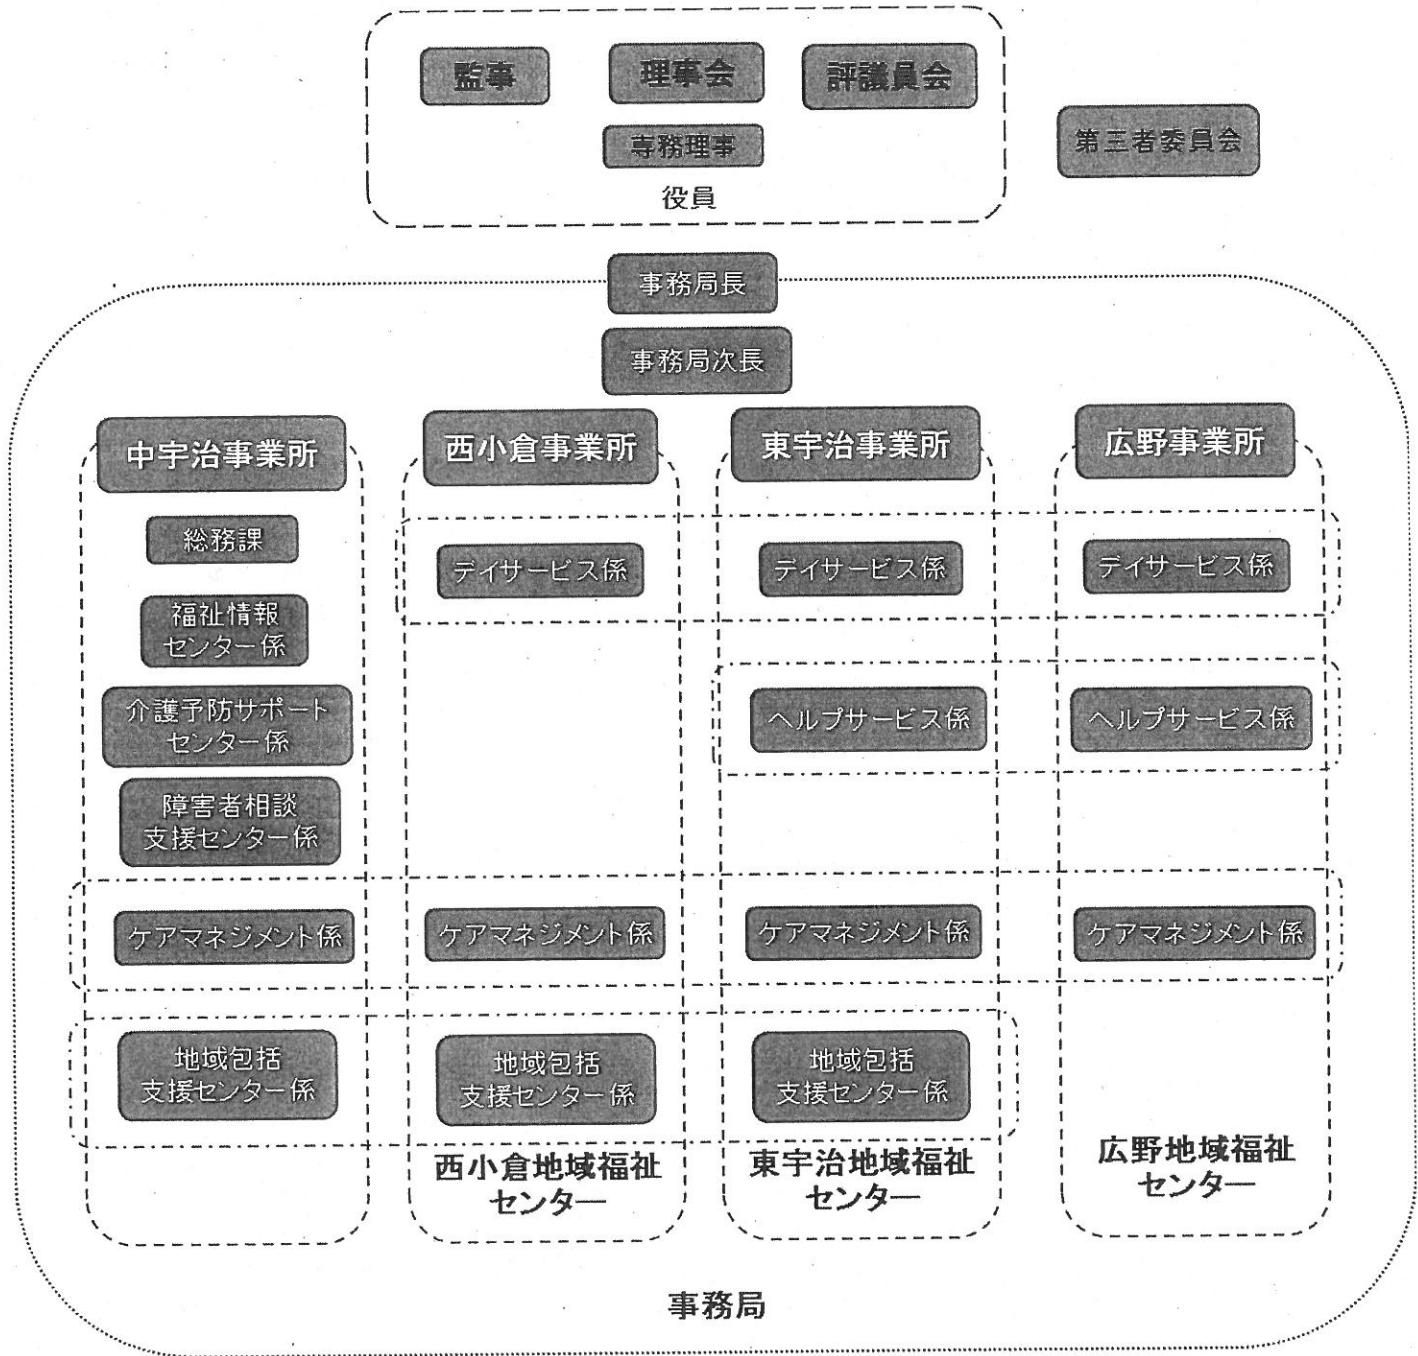 監事
理事会
評議員会
専務理事
役員
第三者委員会
事務局長
事務局次長
中宇治事業所
西小倉事業所
東宇治事業所
広野事業所
総務課
福祉情報
センター係
介護予防サポート
センター係
障害者相談
支援センター係
デイサービス係
デイサービス係
デイサービス係
ヘルプサービス係
ヘルプサービス係
ケアマネジメント係
ケアマネジメント係
ケアマネジメント係
ケアマネジメント係
地域包括
支援センター係
地域包括
支援センター係
地域包括
支援センター係
西小倉地域福祉
センター
東宇治地域福祉
センター
広野地域福祉
センター
事務局